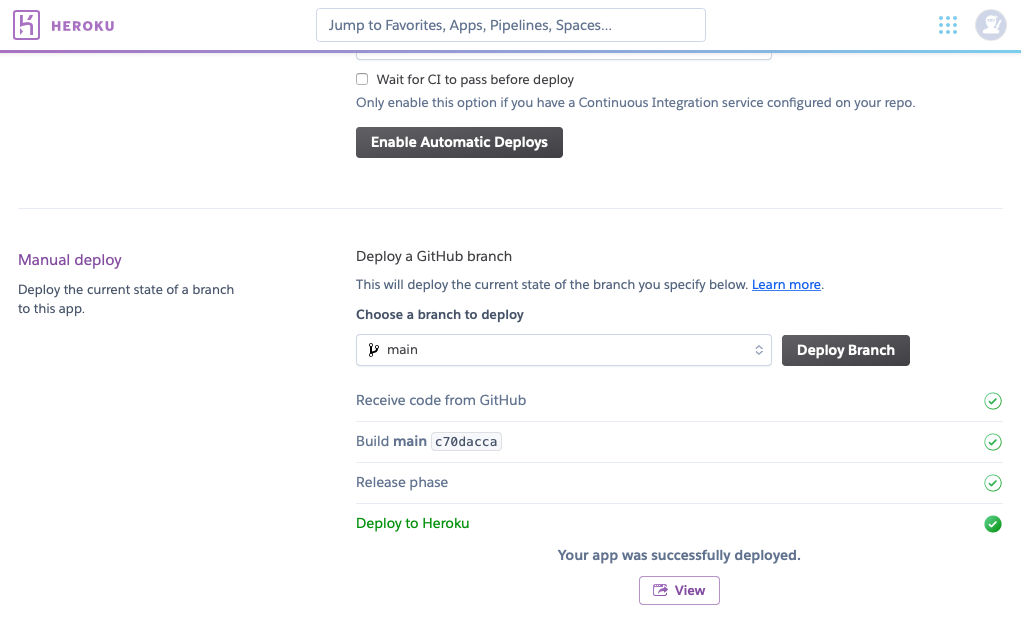 HEROKU
Jump to Favorites, Apps, Pipelines, Spaces...
Wait for CI to pass before deploy
Only enable this option if you have a Continuous Integration service configured on your repo.
Enable Automatic Deploys
Manual deploy
Deploy the current state of a branch
to this app.
Deploy a GitHub branch
This will deploy the current state of the branch you specify below. Learn more.
Choose a branch to deploy
main
Deploy Branch
Receive code from GitHub
Build main c70dacca
Release phase
Deploy to Heroku
Your app was successfully deployed.
View